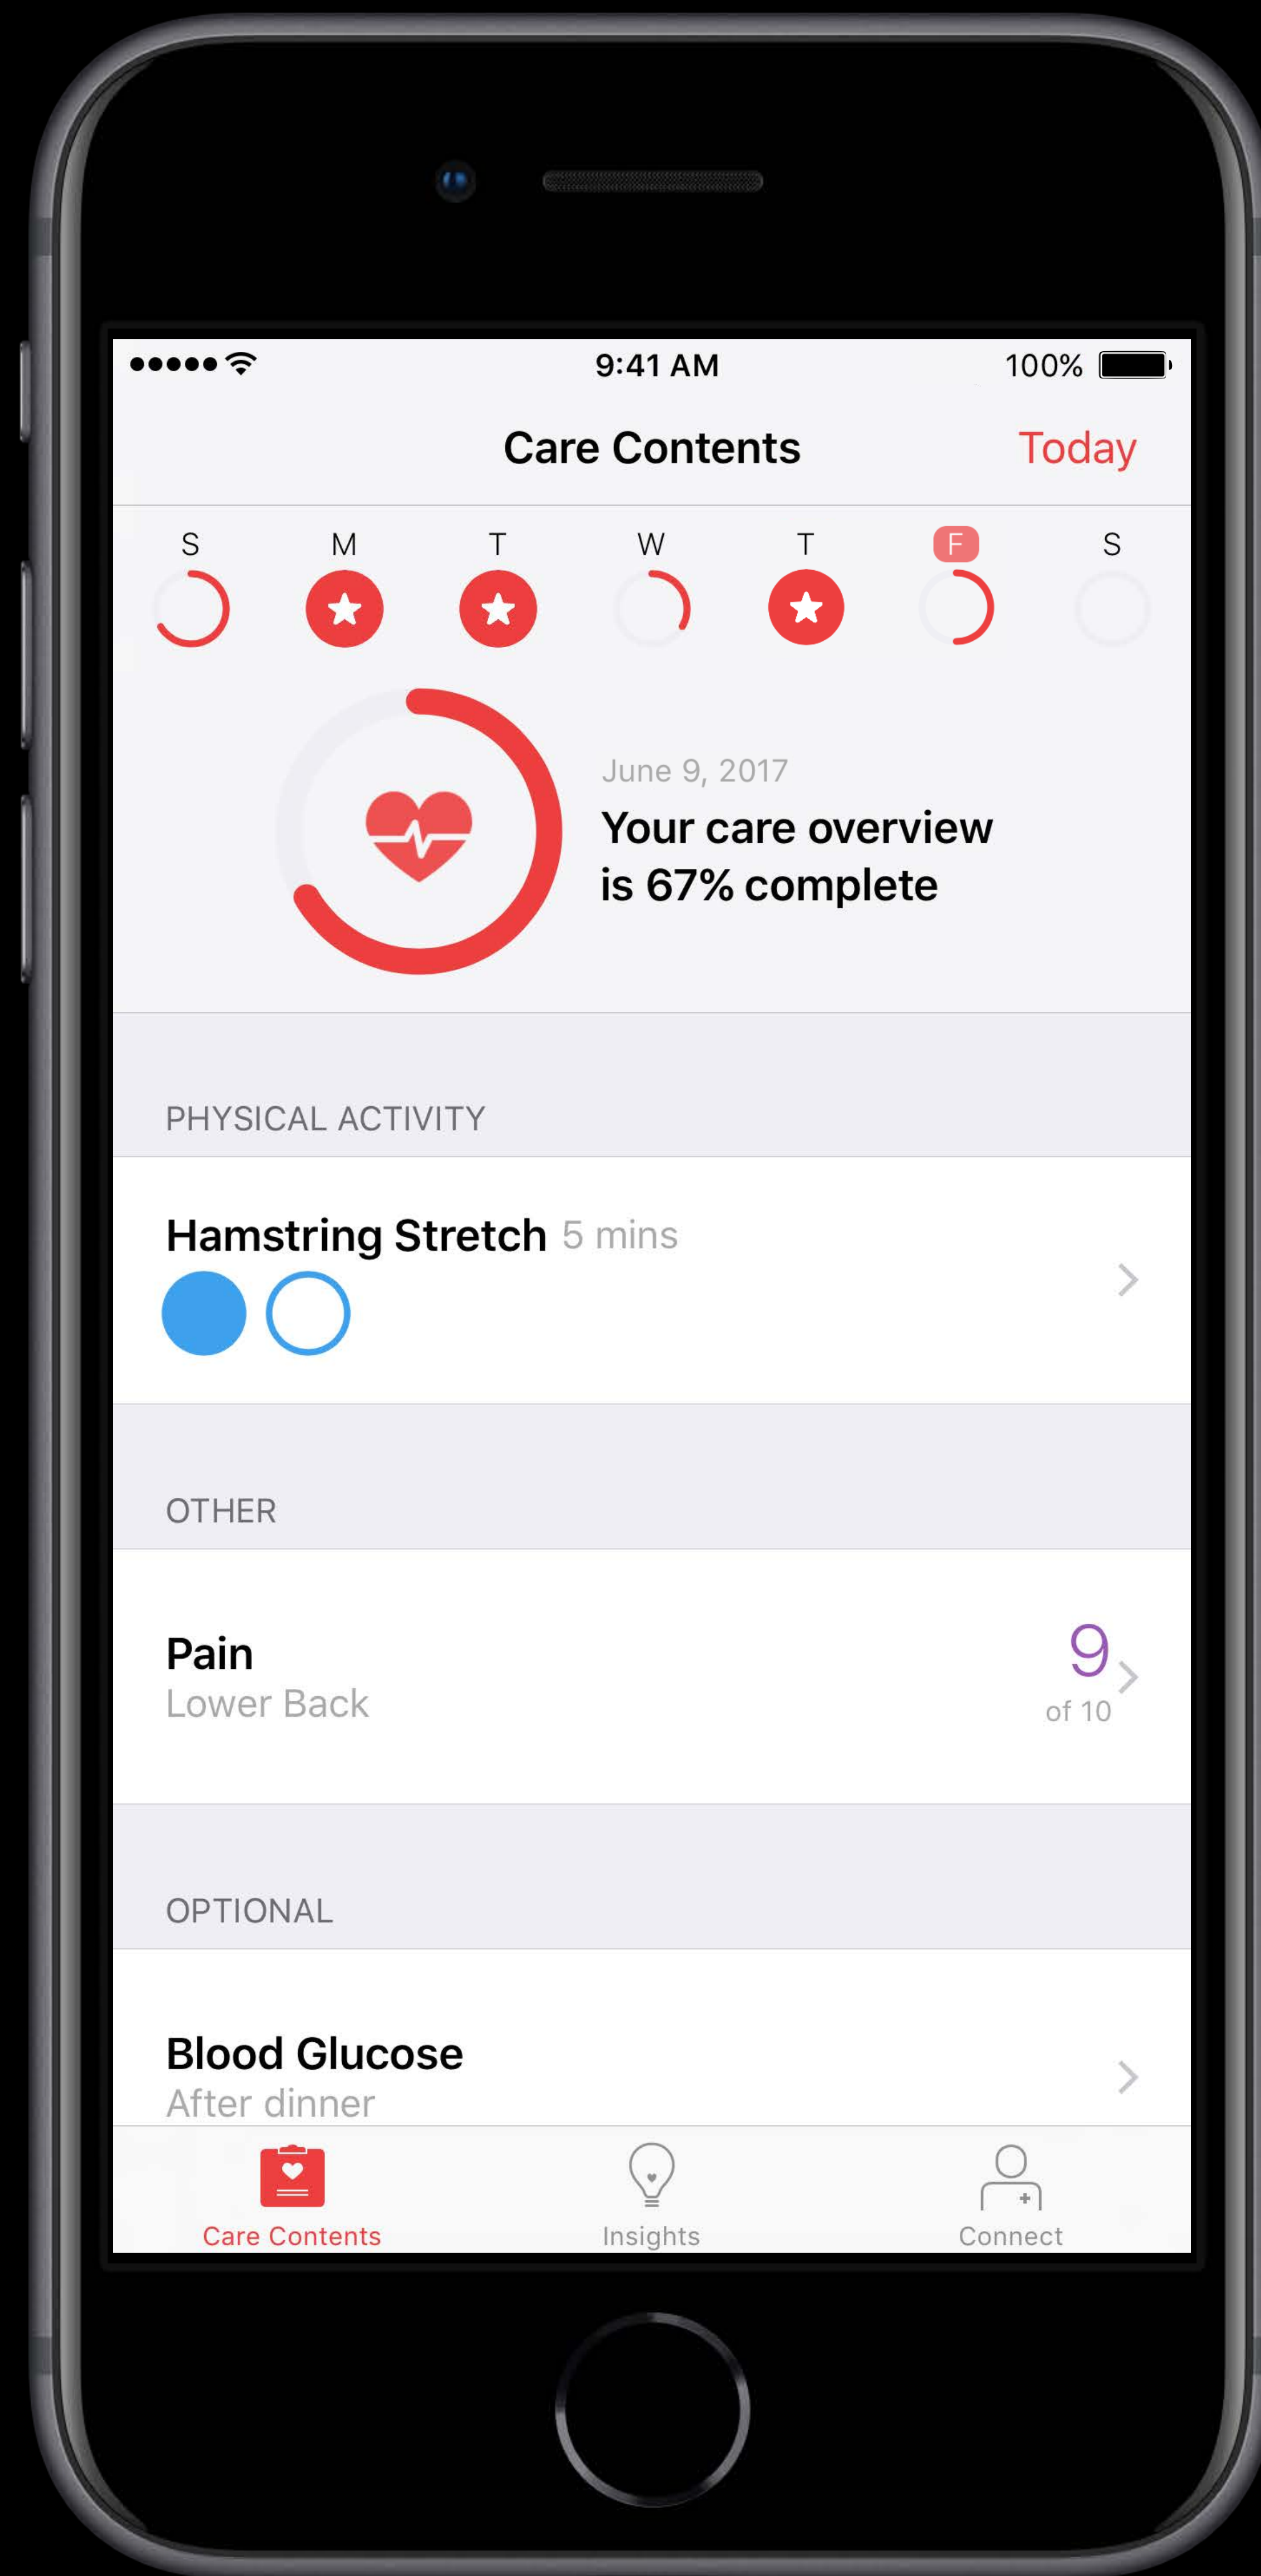 9:41 AM 100%
Care Contents Today
S M T W T F S
June 9, 2017
Your care overview
is 67% complete
PHYSICAL ACTIVITY
Hamstring Stretch 5 mins
OTHER
Pain
Lower Back
9
of 10
OPTIONAL
Blood Glucose
After dinner
Care Contents Insights Connect